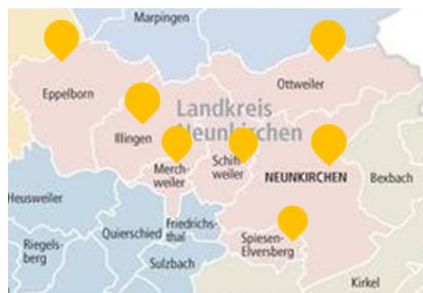 Marpingen
Eppelborn
Ottweiler
Landkreis
Neunkirchen
Illingen
Merch-
weiler
Schiff-
weiler
NEUNKIRCHEN
Bexbach
Heusweiler
Quierschied
Friedrichs-
thal
Riegels-
berg
Sulzbach
Spiesen-
Elversberg
Kirkel